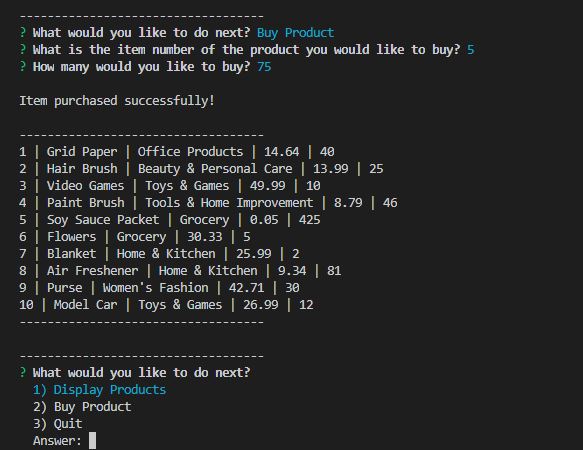 -----------------------------------
? What would you like to do next? Buy Product
? What is the item number of the product you would like to buy? 5
? How many would you like to buy? 75
Item purchased successfully!
-----------------------------------
1 | Grid Paper | Office Products | 14.64 | 40
2 | Hair Brush | Beauty & Personal Care | 13.99 | 25
3 | Video Games | Toys & Games | 49.99 | 10
4 | Paint Brush | Tools & Home Improvement | 8.79 | 46
5 | Soy Sauce Packet | Grocery | 0.05 | 425
6 | Flowers | Grocery | 30.33 | 5
7 | Blanket | Home & Kitchen | 25.99 | 2
8 | Air Freshener | Home & Kitchen | 9.34 | 81
9 | Purse | Women's Fashion | 42.71 | 30
10 | Model Car | Toys & Games | 26.99 | 12
-----------------------------------
-----------------------------------
? What would you like to do next?
1) Display Products
2) Buy Product
3) Quit
Answer: